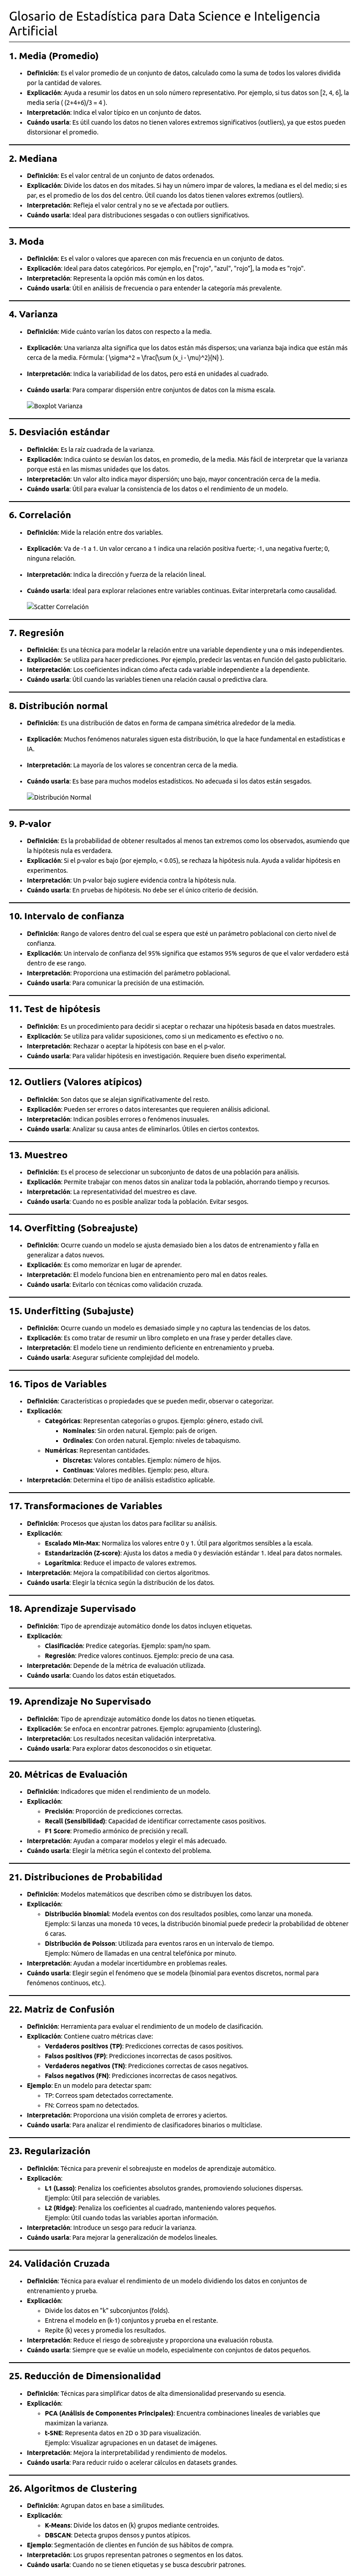 Glosario de Estadística para Data Science e Inteligencia
Artificial
1. Media (Promedio)
• Definición: Es el valor promedio de un conjunto de datos, calculado como la suma de todos los valores dividida
por la cantidad de valores.
• Explicación: Ayuda a resumir los datos en un solo número representativo. Por ejemplo, si tus datos son [2, 4, 6], la
media sería ( (2+4+6)/3 = 4 ).
• Interpretación: Indica el valor típico en un conjunto de datos.
• Cuándo usarla: Es útil cuando los datos no tienen valores extremos significativos (outliers), ya que estos pueden
distorsionar el promedio.
2. Mediana
• Definición: Es el valor central de un conjunto de datos ordenados.
• Explicación: Divide los datos en dos mitades. Si hay un número impar de valores, la mediana es el del medio; si es
par, es el promedio de los dos del centro. Útil cuando los datos tienen valores extremos (outliers).
• Interpretación: Refleja el valor central y no se ve afectada por outliers.
• Cuándo usarla: Ideal para distribuciones sesgadas o con outliers significativos.
3. Moda
• Definición: Es el valor o valores que aparecen con más frecuencia en un conjunto de datos.
• Explicación: Ideal para datos categóricos. Por ejemplo, en ["rojo", "azul", "rojo"], la moda es "rojo".
• Interpretación: Representa la opción más común en los datos.
• Cuándo usarla: Útil en análisis de frecuencia o para entender la categoría más prevalente.
4. Varianza
• Definición: Mide cuánto varían los datos con respecto a la media.
• Explicación: Una varianza alta significa que los datos están más dispersos; una varianza baja indica que están más
cerca de la media. Fórmula: ( \sigma^2 = \frac{\sum (x_i - \mu)^2}{N} ).
• Interpretación: Indica la variabilidad de los datos, pero está en unidades al cuadrado.
• Cuándo usarla: Para comparar dispersión entre conjuntos de datos con la misma escala.
Boxplot Varianza
5. Desviación estándar
• Definición: Es la raíz cuadrada de la varianza.
• Explicación: Indica cuánto se desvían los datos, en promedio, de la media. Más fácil de interpretar que la varianza
porque está en las mismas unidades que los datos.
• Interpretación: Un valor alto indica mayor dispersión; uno bajo, mayor concentración cerca de la media.
• Cuándo usarla: Útil para evaluar la consistencia de los datos o el rendimiento de un modelo.
6. Correlación
• Definición: Mide la relación entre dos variables.
• Explicación: Va de -1 a 1. Un valor cercano a 1 indica una relación positiva fuerte; -1, una negativa fuerte; 0,
ninguna relación.
• Interpretación: Indica la dirección y fuerza de la relación lineal.
• Cuándo usarla: Ideal para explorar relaciones entre variables continuas. Evitar interpretarla como causalidad.
Scatter Correlación
7. Regresión
• Definición: Es una técnica para modelar la relación entre una variable dependiente y una o más independientes.
• Explicación: Se utiliza para hacer predicciones. Por ejemplo, predecir las ventas en función del gasto publicitario.
• Interpretación: Los coeficientes indican cómo afecta cada variable independiente a la dependiente.
• Cuándo usarla: Útil cuando las variables tienen una relación causal o predictiva clara.
8. Distribución normal
• Definición: Es una distribución de datos en forma de campana simétrica alrededor de la media.
• Explicación: Muchos fenómenos naturales siguen esta distribución, lo que la hace fundamental en estadísticas e
IA.
• Interpretación: La mayoría de los valores se concentran cerca de la media.
• Cuándo usarla: Es base para muchos modelos estadísticos. No adecuada si los datos están sesgados.
Distribución Normal
9. P-valor
• Definición: Es la probabilidad de obtener resultados al menos tan extremos como los observados, asumiendo que
la hipótesis nula es verdadera.
• Explicación: Si el p-valor es bajo (por ejemplo, < 0.05), se rechaza la hipótesis nula. Ayuda a validar hipótesis en
experimentos.
• Interpretación: Un p-valor bajo sugiere evidencia contra la hipótesis nula.
• Cuándo usarla: En pruebas de hipótesis. No debe ser el único criterio de decisión.
10. Intervalo de confianza
• Definición: Rango de valores dentro del cual se espera que esté un parámetro poblacional con cierto nivel de
confianza.
• Explicación: Un intervalo de confianza del 95% significa que estamos 95% seguros de que el valor verdadero está
dentro de ese rango.
• Interpretación: Proporciona una estimación del parámetro poblacional.
• Cuándo usarla: Para comunicar la precisión de una estimación.
11. Test de hipótesis
• Definición: Es un procedimiento para decidir si aceptar o rechazar una hipótesis basada en datos muestrales.
• Explicación: Se utiliza para validar suposiciones, como si un medicamento es efectivo o no.
• Interpretación: Rechazar o aceptar la hipótesis con base en el p-valor.
• Cuándo usarla: Para validar hipótesis en investigación. Requiere buen diseño experimental.
12. Outliers (Valores atípicos)
• Definición: Son datos que se alejan significativamente del resto.
• Explicación: Pueden ser errores o datos interesantes que requieren análisis adicional.
• Interpretación: Indican posibles errores o fenómenos inusuales.
• Cuándo usarla: Analizar su causa antes de eliminarlos. Útiles en ciertos contextos.
13. Muestreo
• Definición: Es el proceso de seleccionar un subconjunto de datos de una población para análisis.
• Explicación: Permite trabajar con menos datos sin analizar toda la población, ahorrando tiempo y recursos.
• Interpretación: La representatividad del muestreo es clave.
• Cuándo usarla: Cuando no es posible analizar toda la población. Evitar sesgos.
14. Overfitting (Sobreajuste)
• Definición: Ocurre cuando un modelo se ajusta demasiado bien a los datos de entrenamiento y falla en
generalizar a datos nuevos.
• Explicación: Es como memorizar en lugar de aprender.
• Interpretación: El modelo funciona bien en entrenamiento pero mal en datos reales.
• Cuándo usarla: Evitarlo con técnicas como validación cruzada.
15. Underfitting (Subajuste)
• Definición: Ocurre cuando un modelo es demasiado simple y no captura las tendencias de los datos.
• Explicación: Es como tratar de resumir un libro completo en una frase y perder detalles clave.
• Interpretación: El modelo tiene un rendimiento deficiente en entrenamiento y prueba.
• Cuándo usarla: Asegurar suficiente complejidad del modelo.
16. Tipos de Variables
• Definición: Características o propiedades que se pueden medir, observar o categorizar.
• Explicación:
◦ Categóricas: Representan categorías o grupos. Ejemplo: género, estado civil.
▪ Nominales: Sin orden natural. Ejemplo: país de origen.
▪ Ordinales: Con orden natural. Ejemplo: niveles de tabaquismo.
◦ Numéricas: Representan cantidades.
▪ Discretas: Valores contables. Ejemplo: número de hijos.
▪ Continuas: Valores medibles. Ejemplo: peso, altura.
• Interpretación: Determina el tipo de análisis estadístico aplicable.
17. Transformaciones de Variables
• Definición: Procesos que ajustan los datos para facilitar su análisis.
• Explicación:
◦ Escalado Min-Max: Normaliza los valores entre 0 y 1. Útil para algoritmos sensibles a la escala.
◦ Estandarización (Z-score): Ajusta los datos a media 0 y desviación estándar 1. Ideal para datos normales.
◦ Logarítmica: Reduce el impacto de valores extremos.
• Interpretación: Mejora la compatibilidad con ciertos algoritmos.
• Cuándo usarla: Elegir la técnica según la distribución de los datos.
18. Aprendizaje Supervisado
• Definición: Tipo de aprendizaje automático donde los datos incluyen etiquetas.
• Explicación:
◦ Clasificación: Predice categorías. Ejemplo: spam/no spam.
◦ Regresión: Predice valores continuos. Ejemplo: precio de una casa.
• Interpretación: Depende de la métrica de evaluación utilizada.
• Cuándo usarla: Cuando los datos están etiquetados.
19. Aprendizaje No Supervisado
• Definición: Tipo de aprendizaje automático donde los datos no tienen etiquetas.
• Explicación: Se enfoca en encontrar patrones. Ejemplo: agrupamiento (clustering).
• Interpretación: Los resultados necesitan validación interpretativa.
• Cuándo usarla: Para explorar datos desconocidos o sin etiquetar.
20. Métricas de Evaluación
• Definición: Indicadores que miden el rendimiento de un modelo.
• Explicación:
◦ Precisión: Proporción de predicciones correctas.
◦ Recall (Sensibilidad): Capacidad de identificar correctamente casos positivos.
◦ F1 Score: Promedio armónico de precisión y recall.
• Interpretación: Ayudan a comparar modelos y elegir el más adecuado.
• Cuándo usarla: Elegir la métrica según el contexto del problema.
21. Distribuciones de Probabilidad
• Definición: Modelos matemáticos que describen cómo se distribuyen los datos.
• Explicación:
◦ Distribución binomial: Modela eventos con dos resultados posibles, como lanzar una moneda.
Ejemplo: Si lanzas una moneda 10 veces, la distribución binomial puede predecir la probabilidad de obtener
6 caras.
◦ Distribución de Poisson: Utilizada para eventos raros en un intervalo de tiempo.
Ejemplo: Número de llamadas en una central telefónica por minuto.
• Interpretación: Ayudan a modelar incertidumbre en problemas reales.
• Cuándo usarla: Elegir según el fenómeno que se modela (binomial para eventos discretos, normal para
fenómenos continuos, etc.).
22. Matriz de Confusión
• Definición: Herramienta para evaluar el rendimiento de un modelo de clasificación.
• Explicación: Contiene cuatro métricas clave:
◦ Verdaderos positivos (TP): Predicciones correctas de casos positivos.
◦ Falsos positivos (FP): Predicciones incorrectas de casos positivos.
◦ Verdaderos negativos (TN): Predicciones correctas de casos negativos.
◦ Falsos negativos (FN): Predicciones incorrectas de casos negativos.
• Ejemplo: En un modelo para detectar spam:
◦ TP: Correos spam detectados correctamente.
◦ FN: Correos spam no detectados.
• Interpretación: Proporciona una visión completa de errores y aciertos.
• Cuándo usarla: Para analizar el rendimiento de clasificadores binarios o multiclase.
23. Regularización
• Definición: Técnica para prevenir el sobreajuste en modelos de aprendizaje automático.
• Explicación:
◦ L1 (Lasso): Penaliza los coeficientes absolutos grandes, promoviendo soluciones dispersas.
Ejemplo: Útil para selección de variables.
◦ L2 (Ridge): Penaliza los coeficientes al cuadrado, manteniendo valores pequeños.
Ejemplo: Útil cuando todas las variables aportan información.
• Interpretación: Introduce un sesgo para reducir la varianza.
• Cuándo usarla: Para mejorar la generalización de modelos lineales.
24. Validación Cruzada
• Definición: Técnica para evaluar el rendimiento de un modelo dividiendo los datos en conjuntos de
entrenamiento y prueba.
• Explicación:
◦ Divide los datos en "k" subconjuntos (folds).
◦ Entrena el modelo en (k-1) conjuntos y prueba en el restante.
◦ Repite (k) veces y promedia los resultados.
• Interpretación: Reduce el riesgo de sobreajuste y proporciona una evaluación robusta.
• Cuándo usarla: Siempre que se evalúe un modelo, especialmente con conjuntos de datos pequeños.
25. Reducción de Dimensionalidad
• Definición: Técnicas para simplificar datos de alta dimensionalidad preservando su esencia.
• Explicación:
◦ PCA (Análisis de Componentes Principales): Encuentra combinaciones lineales de variables que
maximizan la varianza.
◦ t-SNE: Representa datos en 2D o 3D para visualización.
Ejemplo: Visualizar agrupaciones en un dataset de imágenes.
• Interpretación: Mejora la interpretabilidad y rendimiento de modelos.
• Cuándo usarla: Para reducir ruido o acelerar cálculos en datasets grandes.
26. Algoritmos de Clustering
• Definición: Agrupan datos en base a similitudes.
• Explicación:
◦ K-Means: Divide los datos en (k) grupos mediante centroides.
◦ DBSCAN: Detecta grupos densos y puntos atípicos.
• Ejemplo: Segmentación de clientes en función de sus hábitos de compra.
• Interpretación: Los grupos representan patrones o segmentos en los datos.
• Cuándo usarla: Cuando no se tienen etiquetas y se busca descubrir patrones.